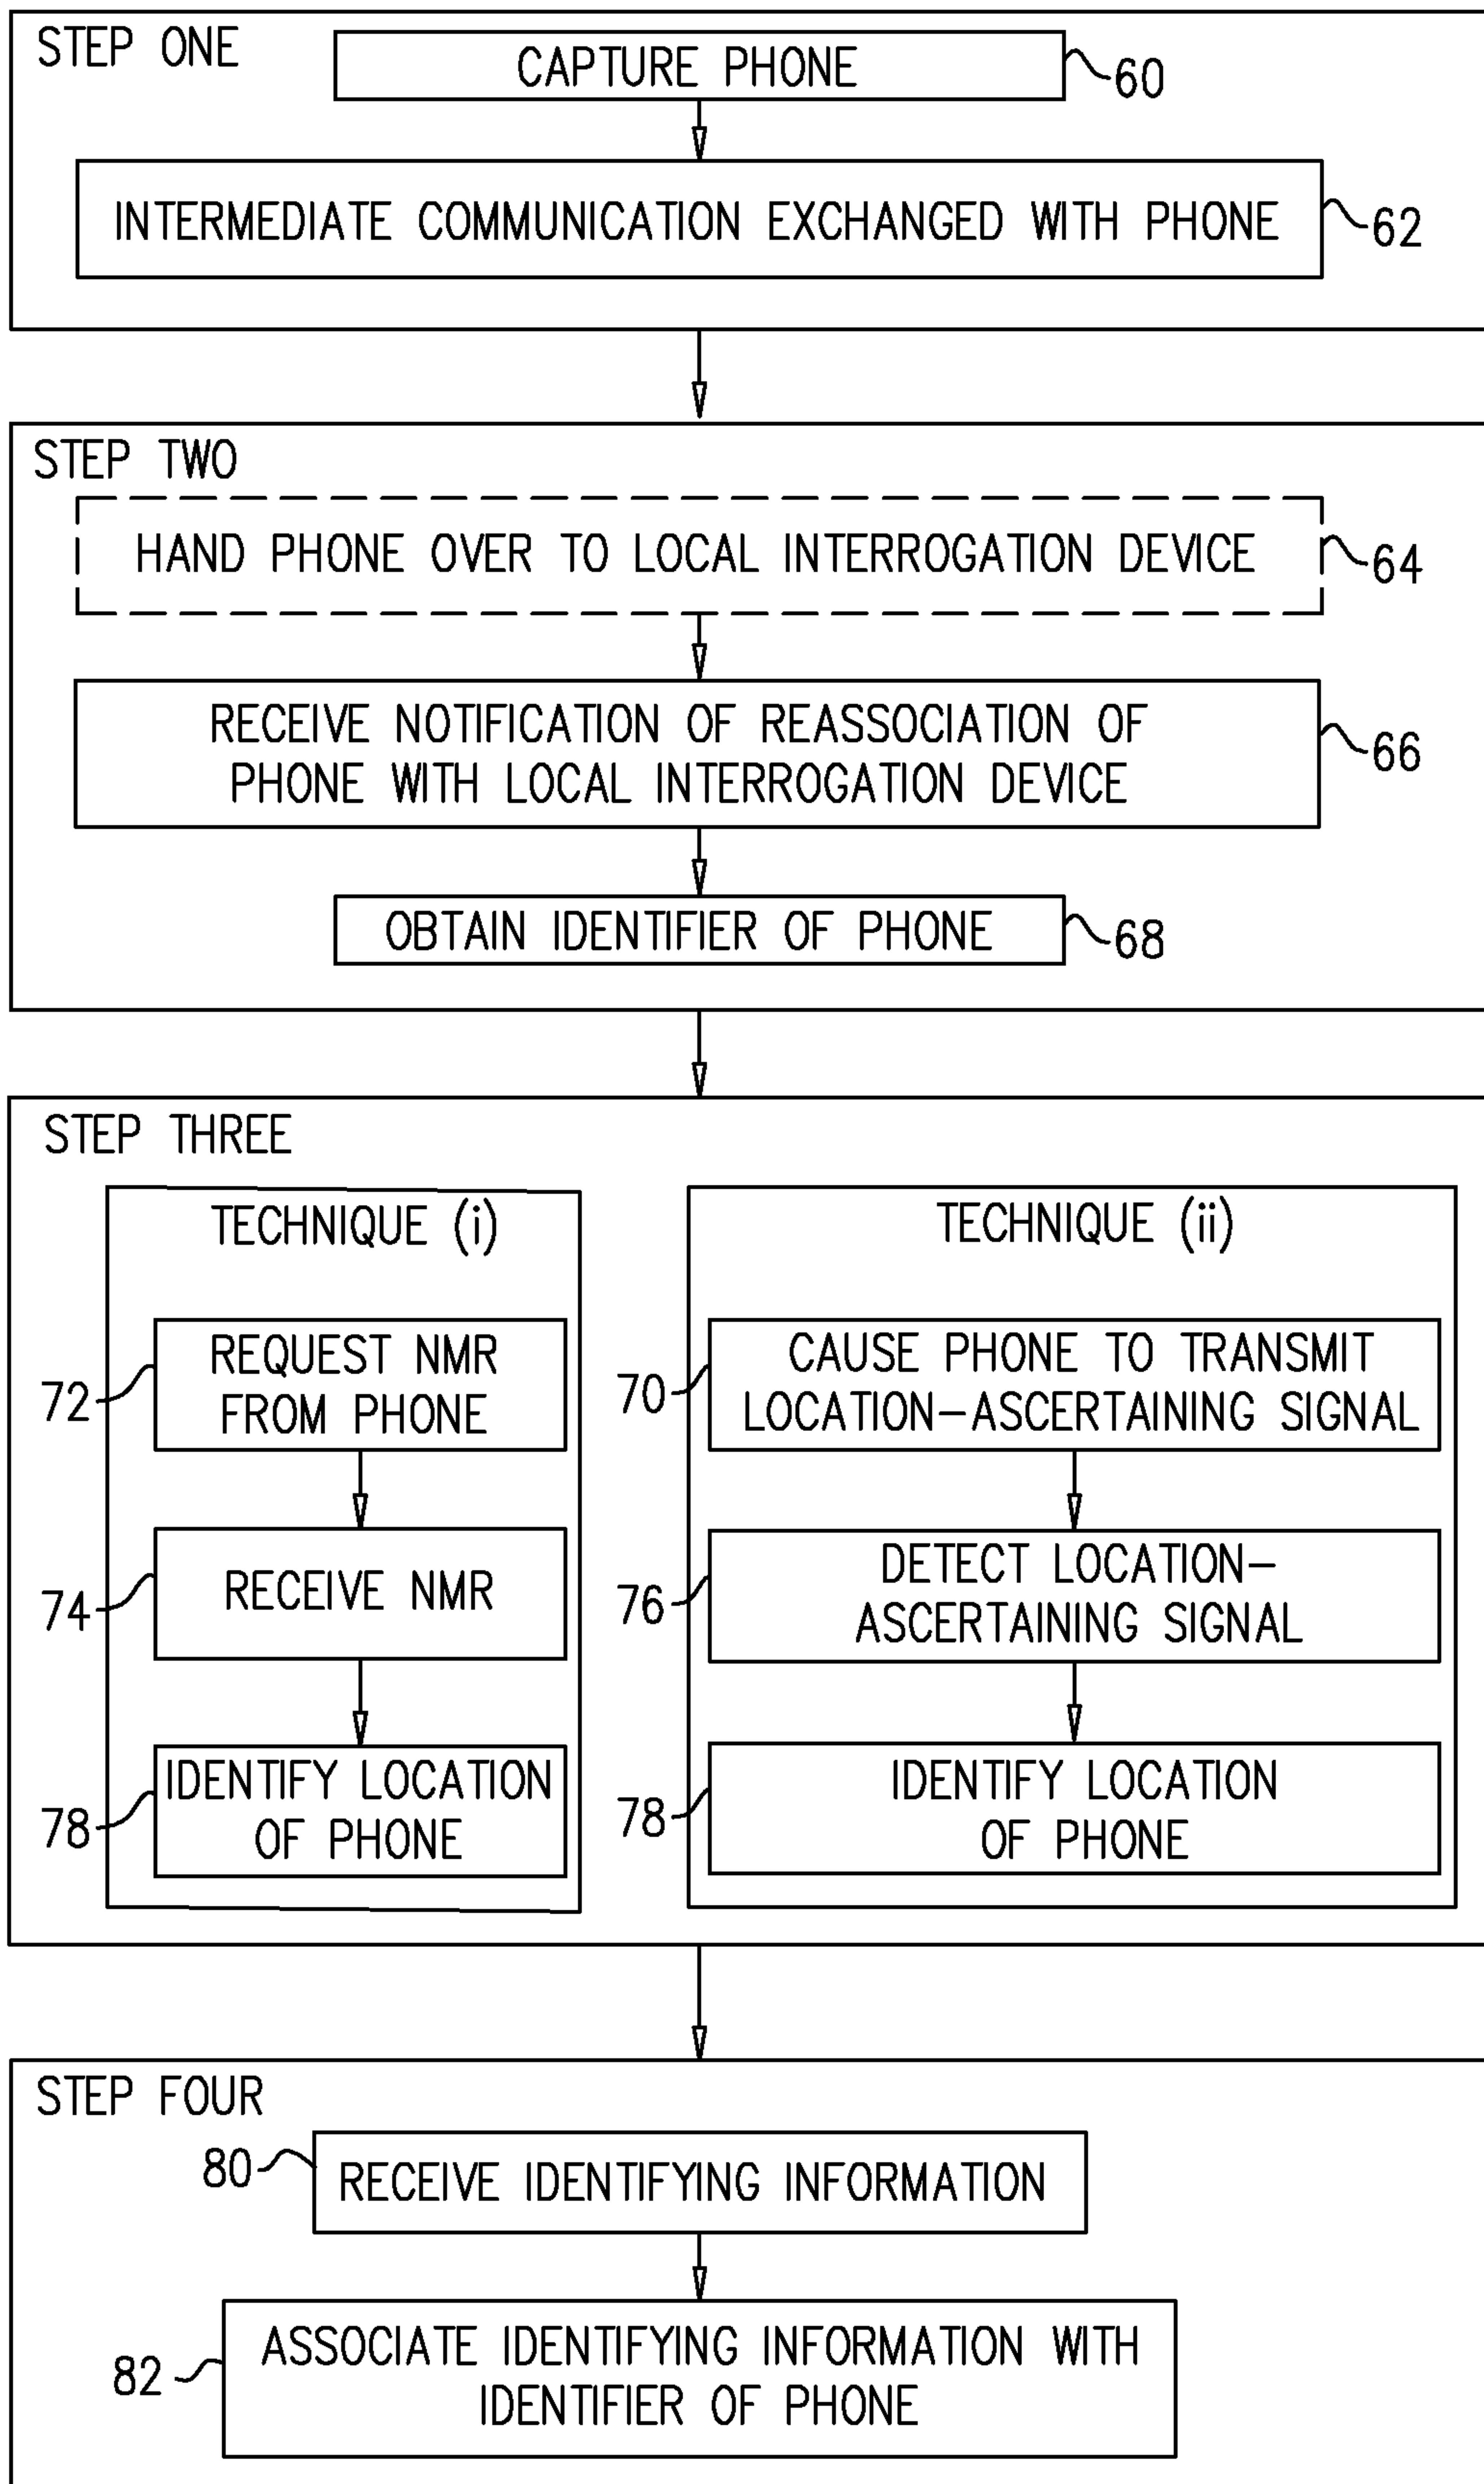 STEP ONE
CAPTURE PHONE
60
INTERMEDIATE COMMUNICATION EXCHANGED WITH PHONE
62
STEP TWO
HAND PHONE OVER TO LOCAL INTERROGATION DEVICE
64
RECEIVE NOTIFICATION OF REASSOCIATION OF
PHONE WITH LOCAL INTERROGATION DEVICE
66
OBTAIN IDENTIFIER OF PHONE
68
STEP THREE
TECHNIQUE (i)
72
REQUEST NMR
FROM PHONE
74
RECEIVE NMR
78
IDENTIFY LOCATION
OF PHONE
TECHNIQUE (ii)
70
CAUSE PHONE TO TRANSMIT
LOCATION-ASCERTAINING SIGNAL
76
DETECT LOCATION-
ASCERTAINING SIGNAL
78
IDENTIFY LOCATION
OF PHONE
STEP FOUR
80
RECEIVE IDENTIFYING INFORMATION
82
ASSOCIATE IDENTIFYING INFORMATION WITH
IDENTIFIER OF PHONE